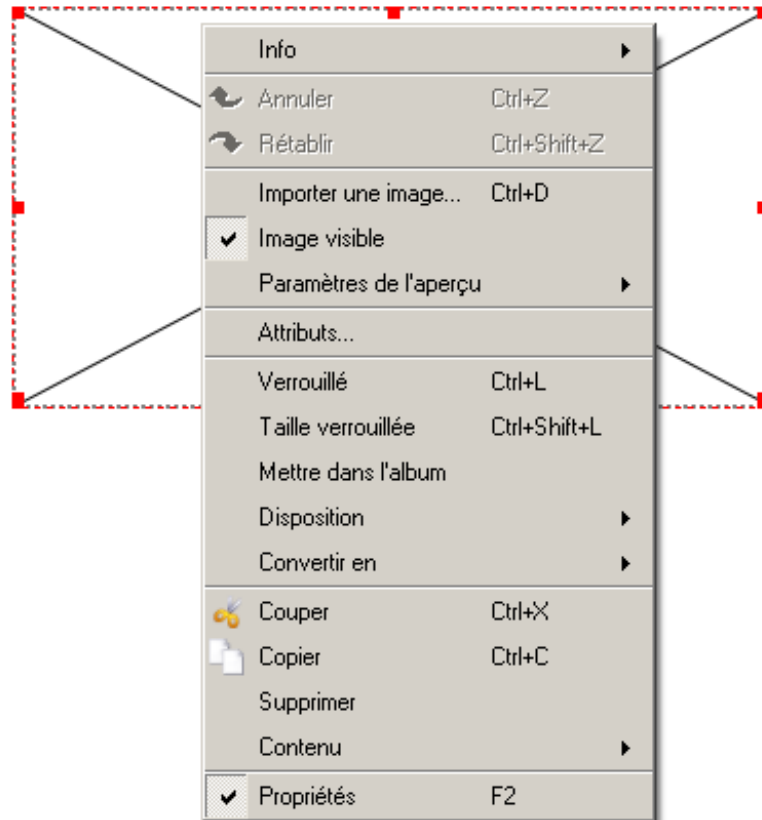 Info
Annuler Ctrl+Z
Rétablir Ctrl+Shift+Z
Importer une image... Ctrl+D
Image visible
Paramètres de l'aperçu
Attributs...
Verrouillé Ctrl+L
Taille verrouillée Ctrl+Shift+L
Mettre dans l'album
Disposition
Convertir en
Couper Ctrl+X
Copier Ctrl+C
Supprimer
Contenu
Propriétés F2